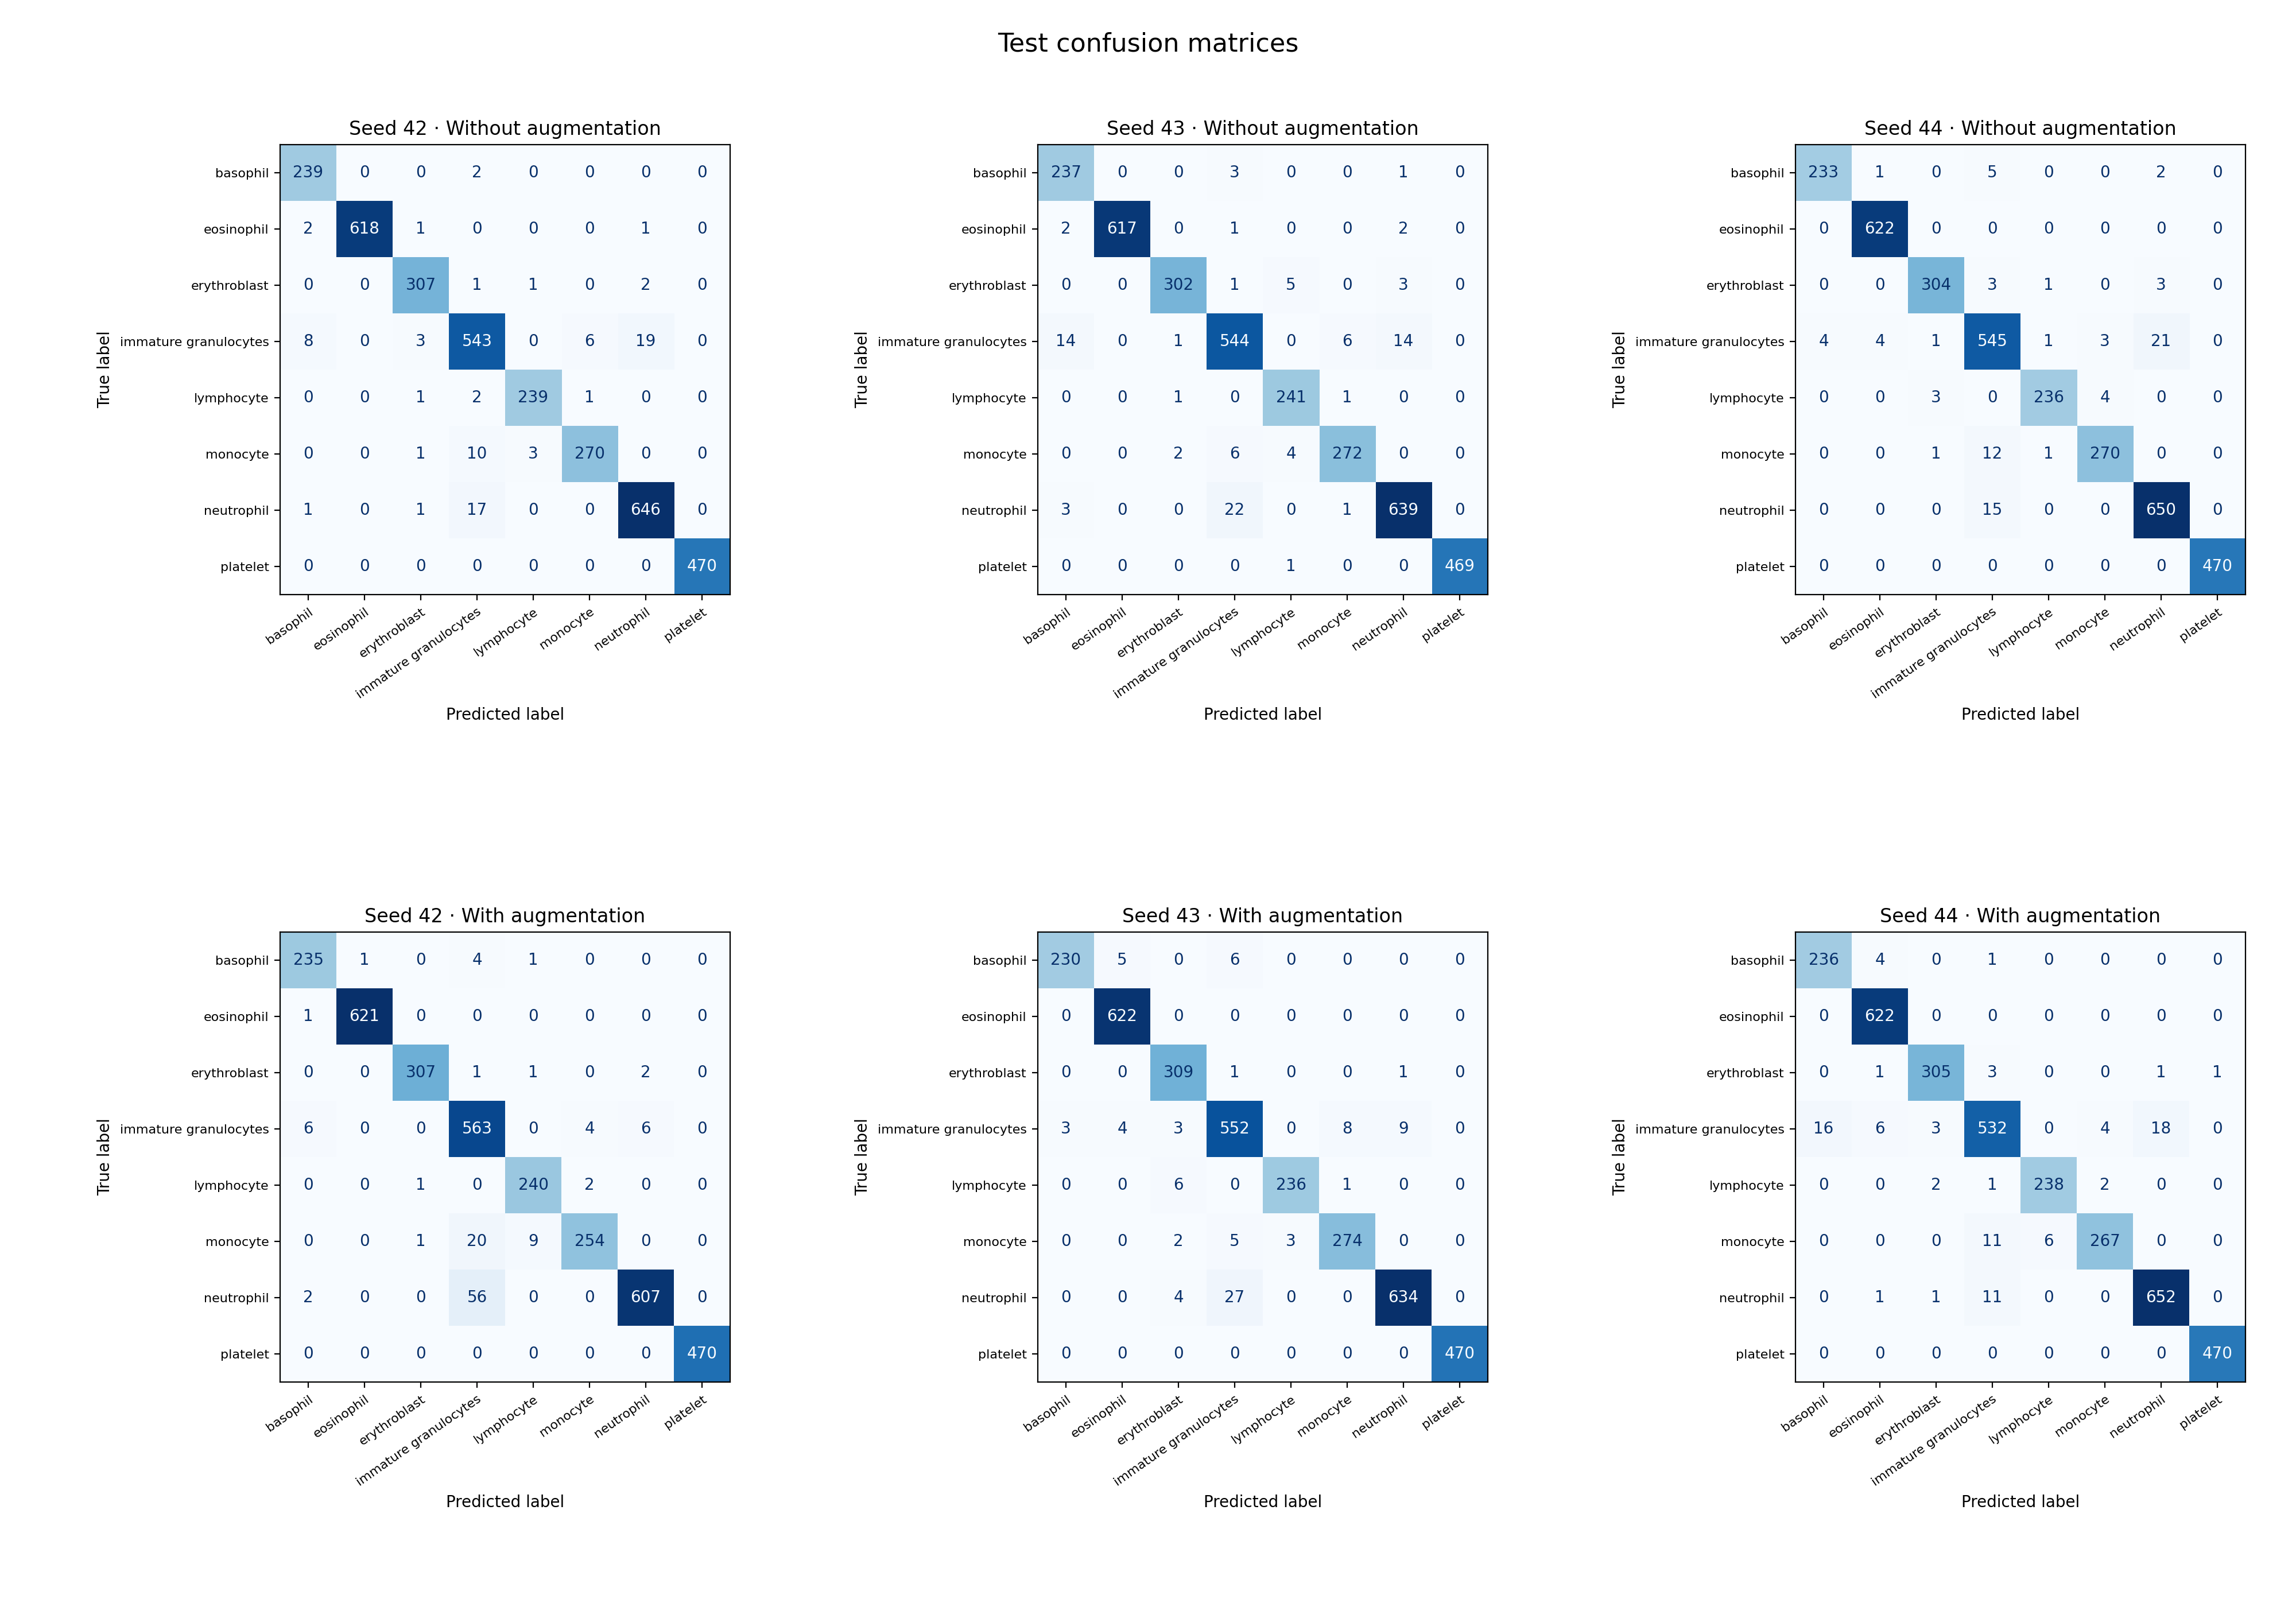 Test confusion matrices
Seed 42 · Without augmentation
True label
basophil 239 0 0 2 0 0 0 0
eosinophil 2 618 1 0 0 0 1 0
erythroblast 0 0 307 1 1 0 2 0
immature granulocytes 8 0 3 543 0 6 19 0
lymphocyte 0 0 1 2 239 1 0 0
monocyte 0 0 1 10 3 270 0 0
neutrophil 1 0 1 17 0 0 646 0
platelet 0 0 0 0 0 0 0 470
basophil eosinophil erythroblast immature granulocytes lymphocyte monocyte neutrophil platelet
Predicted label
Seed 43 · Without augmentation
True label
basophil 237 0 0 3 0 0 1 0
eosinophil 2 617 0 1 0 0 2 0
erythroblast 0 0 302 1 5 0 3 0
immature granulocytes 14 0 1 544 0 6 14 0
lymphocyte 0 0 1 0 241 1 0 0
monocyte 0 0 2 6 4 272 0 0
neutrophil 3 0 0 22 0 1 639 0
platelet 0 0 0 0 1 0 0 469
basophil eosinophil erythroblast immature granulocytes lymphocyte monocyte neutrophil platelet
Predicted label
Seed 44 · Without augmentation
True label
basophil 233 1 0 5 0 0 2 0
eosinophil 0 622 0 0 0 0 0 0
erythroblast 0 0 304 3 1 0 3 0
immature granulocytes 4 4 1 545 1 3 21 0
lymphocyte 0 0 3 0 236 4 0 0
monocyte 0 0 1 12 1 270 0 0
neutrophil 0 0 0 15 0 0 650 0
platelet 0 0 0 0 0 0 0 470
basophil eosinophil erythroblast immature granulocytes lymphocyte monocyte neutrophil platelet
Predicted label
Seed 42 · With augmentation
True label
basophil 235 1 0 4 1 0 0 0
eosinophil 1 621 0 0 0 0 0 0
erythroblast 0 0 307 1 1 0 2 0
immature granulocytes 6 0 0 563 0 4 6 0
lymphocyte 0 0 1 0 240 2 0 0
monocyte 0 0 1 20 9 254 0 0
neutrophil 2 0 0 56 0 0 607 0
platelet 0 0 0 0 0 0 0 470
basophil eosinophil erythroblast immature granulocytes lymphocyte monocyte neutrophil platelet
Predicted label
Seed 43 · With augmentation
True label
basophil 230 5 0 6 0 0 0 0
eosinophil 0 622 0 0 0 0 0 0
erythroblast 0 0 309 1 0 0 1 0
immature granulocytes 3 4 3 552 0 8 9 0
lymphocyte 0 0 6 0 236 1 0 0
monocyte 0 0 2 5 3 274 0 0
neutrophil 0 0 4 27 0 0 634 0
platelet 0 0 0 0 0 0 0 470
basophil eosinophil erythroblast immature granulocytes lymphocyte monocyte neutrophil platelet
Predicted label
Seed 44 · With augmentation
True label
basophil 236 4 0 1 0 0 0 0
eosinophil 0 622 0 0 0 0 0 0
erythroblast 0 1 305 3 0 0 1 1
immature granulocytes 16 6 3 532 0 4 18 0
lymphocyte 0 0 2 1 238 2 0 0
monocyte 0 0 0 11 6 267 0 0
neutrophil 0 1 1 11 0 0 652 0
platelet 0 0 0 0 0 0 0 470
basophil eosinophil erythroblast immature granulocytes lymphocyte monocyte neutrophil platelet
Predicted label